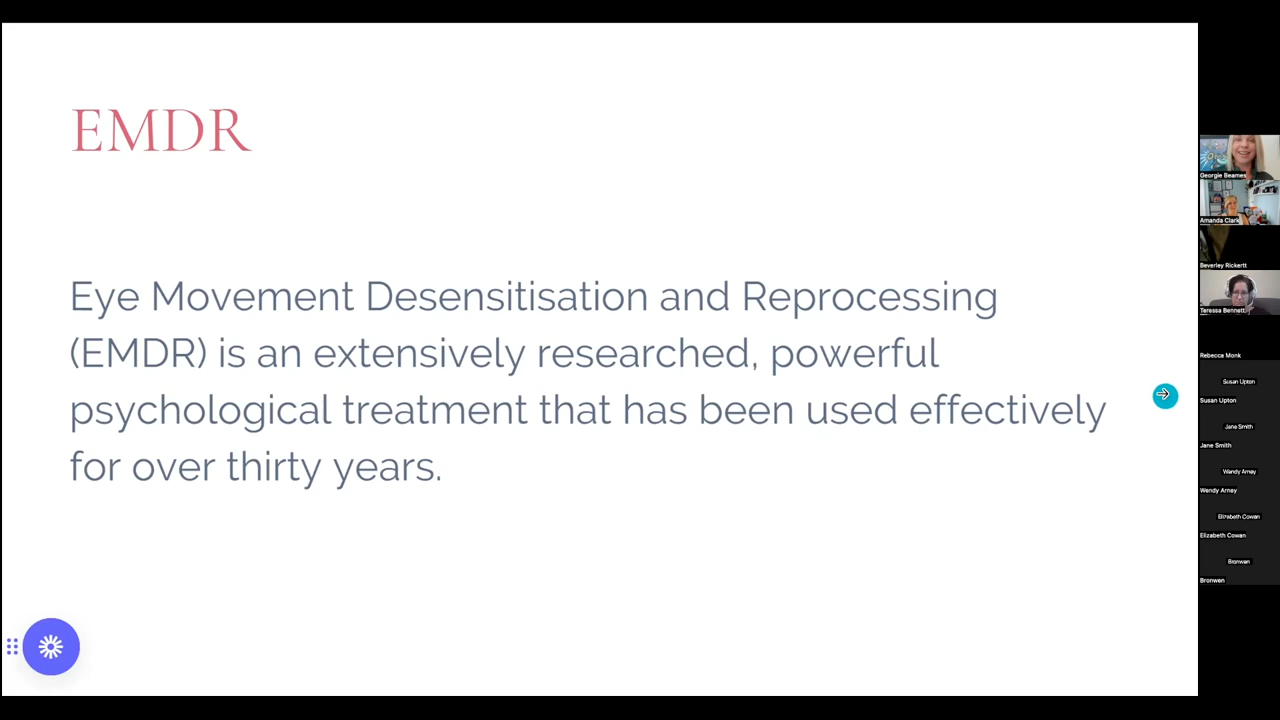 EMDR
Eye Movement Desensitisation and Reprocessing
(EMDR) is an extensively researched, powerful
psychological treatment that has been used effectively
for over thirty years.
Georgie Beames
Amanda Clark
Beverley Rickertt
Teressa Bennett
Rebecca Monk
Susan Upton
Susan Upton
Jane Smith
Jane Smith
Wendy Arney
Wendy Arney
Elizabeth Cowan
Elizabeth Cowan
Bronwen
Bronwen